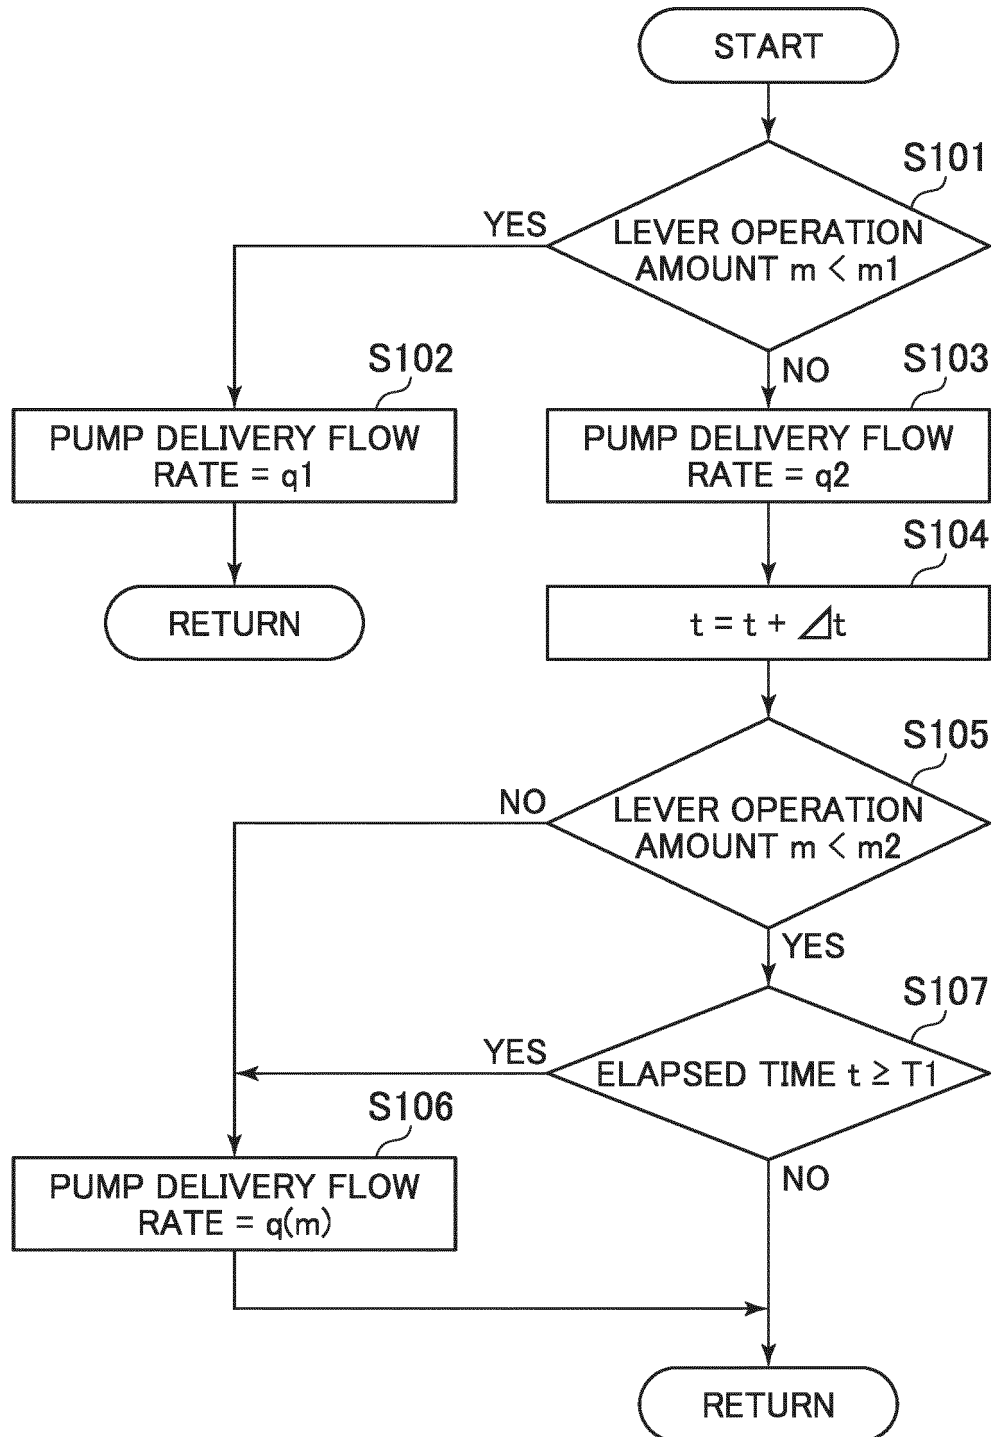 START
S101
LEVER OPERATION
AMOUNT m < m1
YES
NO
S102
PUMP DELIVERY FLOW
RATE = q1
RETURN
S103
PUMP DELIVERY FLOW
RATE = q2
S104
t = t + ⊿t
S105
LEVER OPERATION
AMOUNT m < m2
NO
YES
S107
ELAPSED TIME t ≥ T1
YES
NO
S106
PUMP DELIVERY FLOW
RATE = q(m)
RETURN